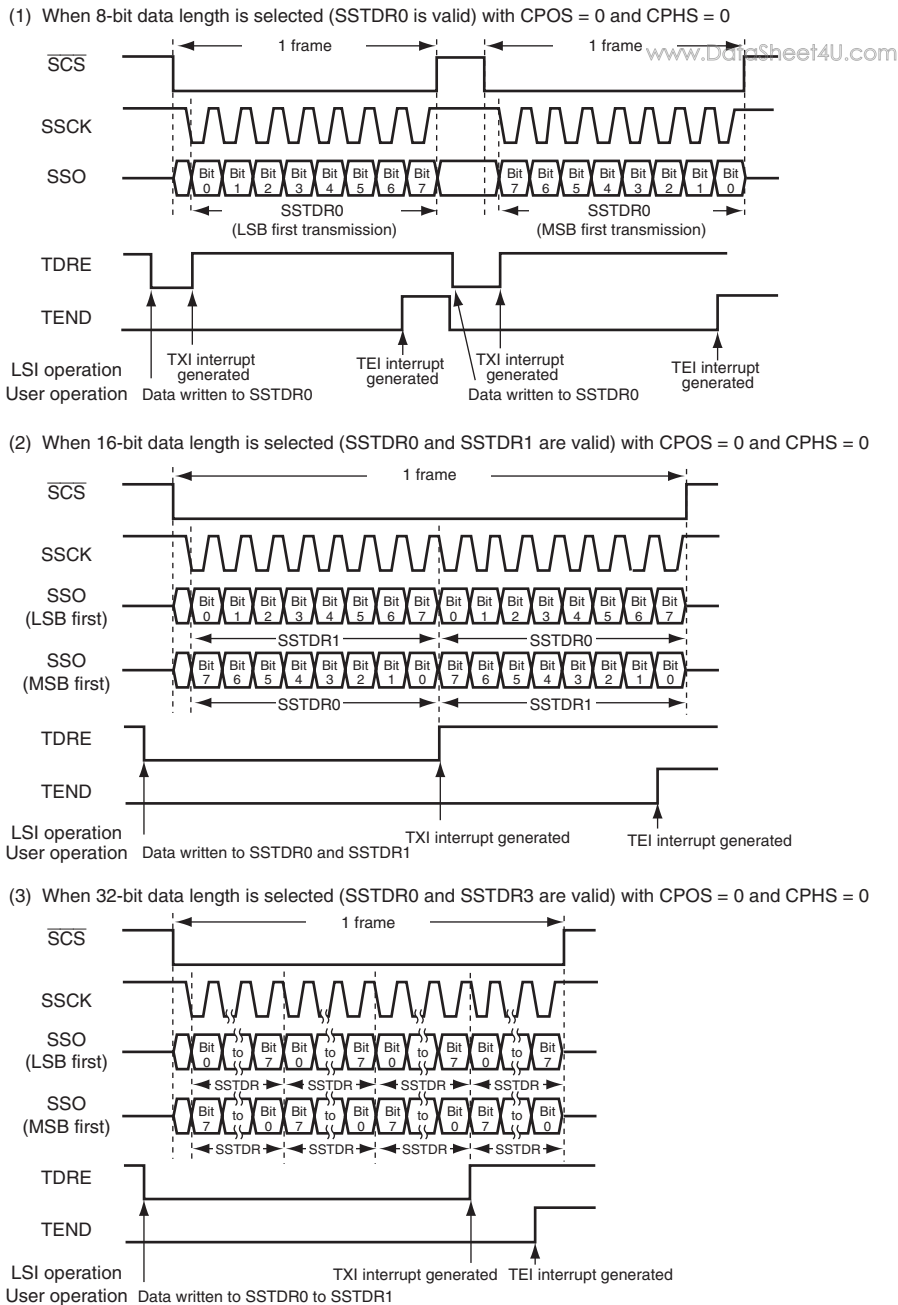 (1) When 8-bit data length is selected (SSTDR0 is valid) with CPOS = 0 and CPHS = 0
www.DataSheet4U.com
1 frame 1 frame
SCS
SSCK
SSO Bit 0 Bit 1 Bit 2 Bit 3 Bit 4 Bit 5 Bit 6 Bit 7 Bit 7 Bit 6 Bit 5 Bit 4 Bit 3 Bit 2 Bit 1 Bit 0
SSTDR0 SSTDR0
(LSB first transmission) (MSB first transmission)
TDRE
TEND
LSI operation TXI interrupt generated TEI interrupt generated TXI interrupt generated TEI interrupt generated
User operation Data written to SSTDR0 Data written to SSTDR0
(2) When 16-bit data length is selected (SSTDR0 and SSTDR1 are valid) with CPOS = 0 and CPHS = 0
1 frame
SCS
SSCK
SSO (LSB first) Bit 0 Bit 1 Bit 2 Bit 3 Bit 4 Bit 5 Bit 6 Bit 7 Bit 0 Bit 1 Bit 2 Bit 3 Bit 4 Bit 5 Bit 6 Bit 7
SSTDR1 SSTDR0
SSO (MSB first) Bit 7 Bit 6 Bit 5 Bit 4 Bit 3 Bit 2 Bit 1 Bit 0 Bit 7 Bit 6 Bit 5 Bit 4 Bit 3 Bit 2 Bit 1 Bit 0
SSTDR0 SSTDR1
TDRE
TEND
LSI operation TXI interrupt generated TEI interrupt generated
User operation Data written to SSTDR0 and SSTDR1
(3) When 32-bit data length is selected (SSTDR0 and SSTDR3 are valid) with CPOS = 0 and CPHS = 0
1 frame
SCS
SSCK
SSO (LSB first) Bit 0 to Bit 7 Bit 0 to Bit 7 Bit 0 to Bit 7 Bit 0 to Bit 7
SSTDR SSTDR SSTDR SSTDR
SSO (MSB first) Bit 7 to Bit 0 Bit 7 to Bit 0 Bit 7 to Bit 0 Bit 7 to Bit 0
SSTDR SSTDR SSTDR SSTDR
TDRE
TEND
LSI operation TXI interrupt generated TEI interrupt generated
User operation Data written to SSTDR0 to SSTDR1